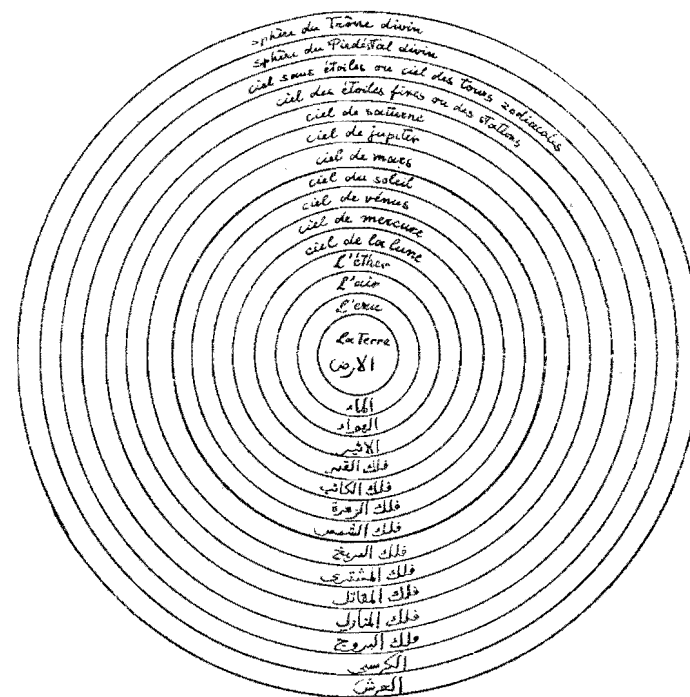 sphère du Trône divin
sphère du Piédéstal divin
ciel sans étoiles ou ciel des tours zodiacales
ciel des étoiles fixes ou des stations
ciel de saturne
ciel de jupiter
ciel de mars
ciel du soleil
ciel de vénus
ciel de mercure
ciel de la lune
l'éther
l'air
l'eau
La Terre
الارض
الماء
الهواء
الاثير
فلك القمر
فلك الكاتب
فلك الزهرة
فلك الشمس
فلك المريخ
فلك المشتري
فلك المقاتل
فلك المنازل
فلك البروج
الكرسي
العرش